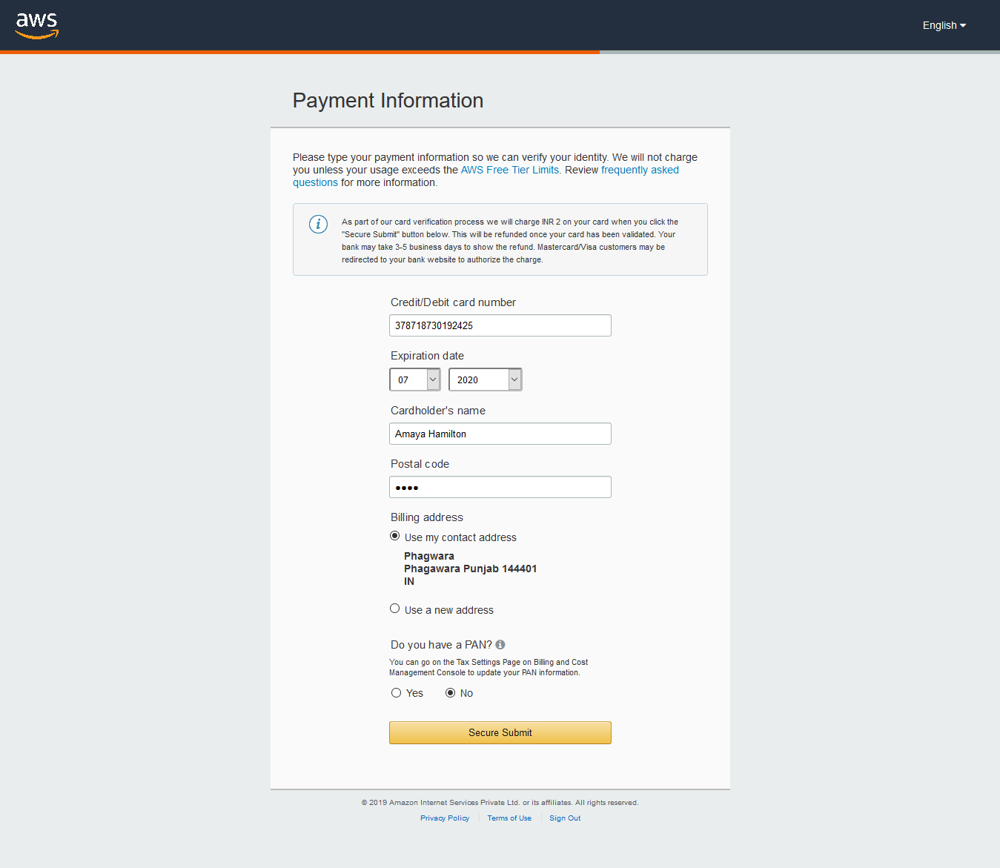 aws
English
Payment Information
Please type your payment information so we can verify your identity. We will not charge
you unless your usage exceeds the AWS Free Tier Limits. Review frequently asked
questions for more information.
As part of our card verification process we will charge INR 2 on your card when you click the
"Secure Submit" button below. This will be refunded once your card has been validated. Your
bank may take 3-5 business days to show the refund. Mastercard/Visa customers may be
redirected to your bank website to authorize the charge.
Credit/Debit card number
378718730192425
Expiration date
07 2020
Cardholder's name
Amaya Hamilton
Postal code
••••
Billing address
Use my contact address
Phagwara
Phagawara Punjab 144401
IN
Use a new address
Do you have a PAN?
You can go on the Tax Settings Page on Billing and Cost
Management Console to update your PAN information.
Yes No
Secure Submit
© 2019 Amazon Internet Services Private Ltd. or its affiliates. All rights reserved.
Privacy Policy Terms of Use Sign Out